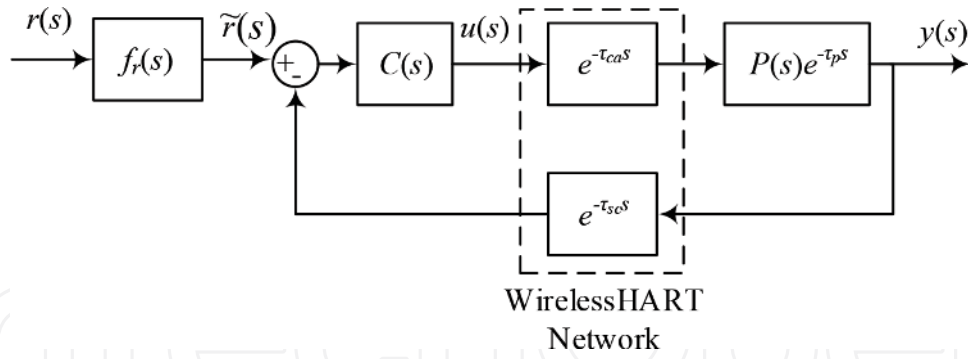 r(s)
f_r(s)
r̃(s)
+
-
C(s)
u(s)
e^{-τ_{ca}s}
P(s)e^{-τ_p s}
y(s)
e^{-τ_{sc}s}
WirelessHART
Network